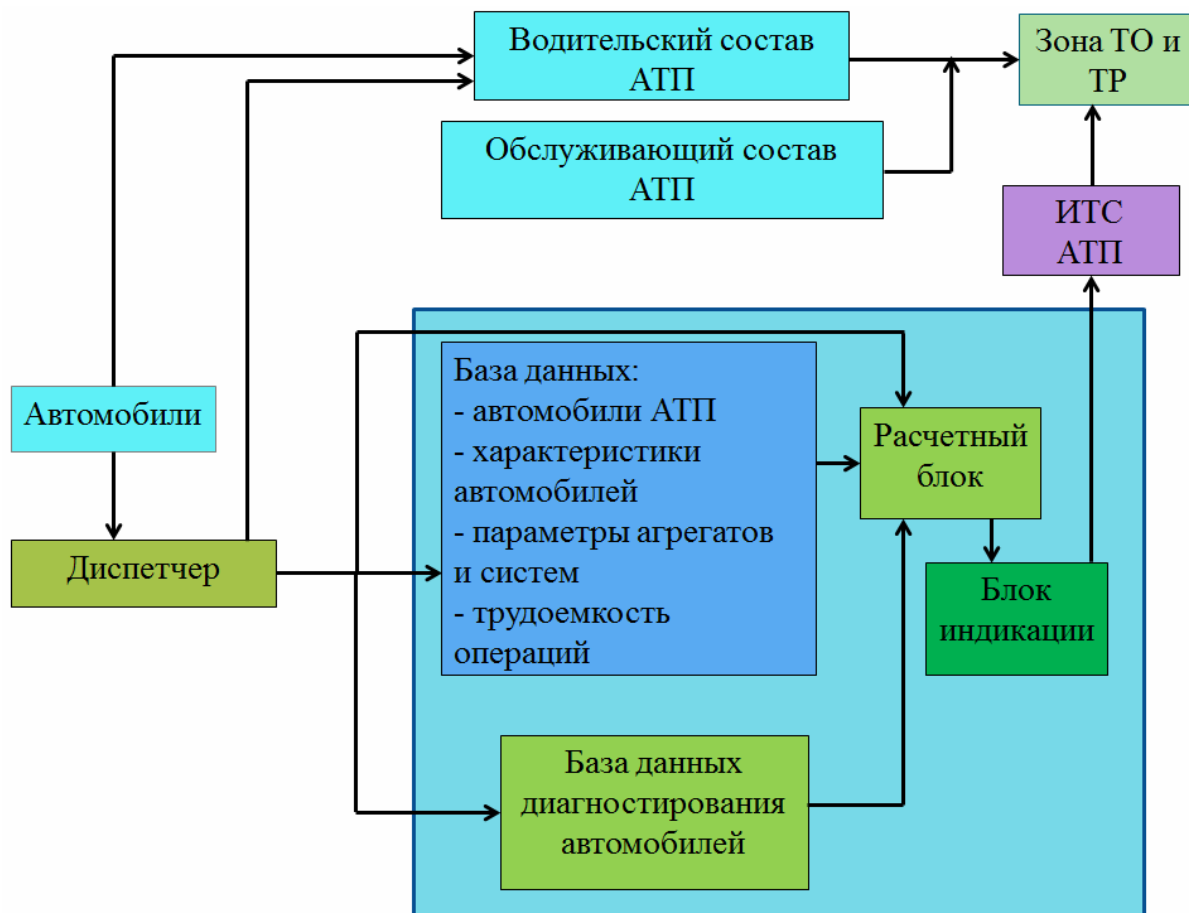 Водительский состав
АТП
Зона ТО и
ТР
Обслуживающий состав
АТП
ИТС
АТП
Автомобили
База данных:
- автомобили АТП
- характеристики
автомобилей
- параметры агрегатов
и систем
- трудоемкость
операций
Расчетный
блок
Диспетчер
Блок
индикации
База данных
диагностирования
автомобилей